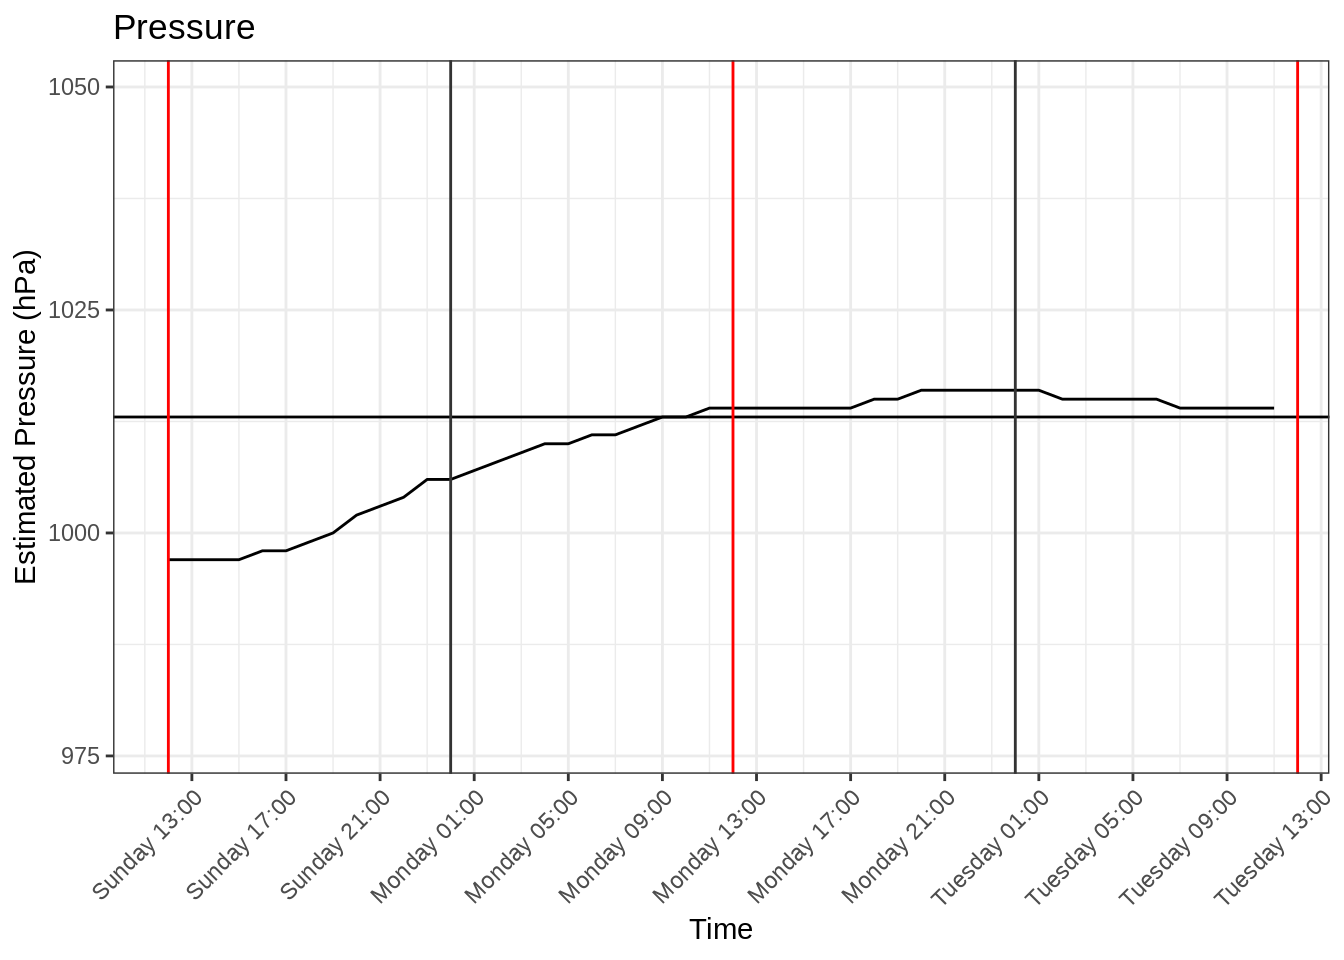 Pressure
Estimated Pressure (hPa)
1050
1025
1000
975
Sunday 13:00
Sunday 17:00
Sunday 21:00
Monday 01:00
Monday 05:00
Monday 09:00
Monday 13:00
Monday 17:00
Monday 21:00
Tuesday 01:00
Tuesday 05:00
Tuesday 09:00
Tuesday 13:00
Time